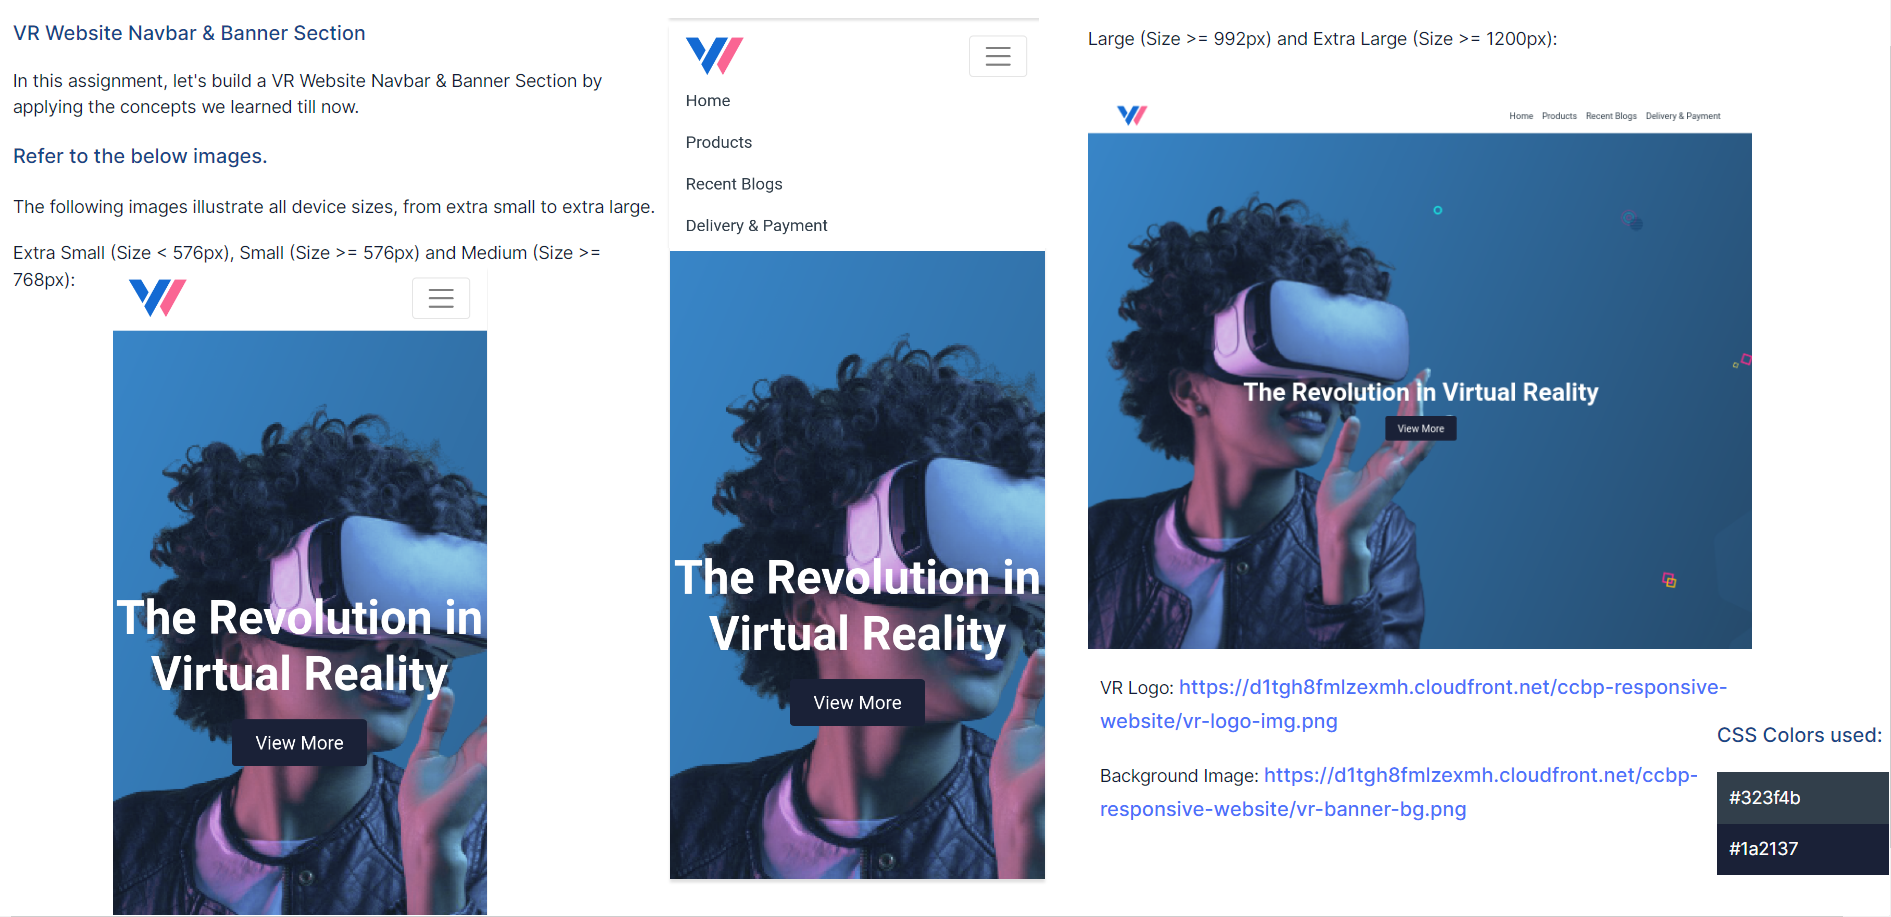 VR Website Navbar & Banner Section
In this assignment, let's build a VR Website Navbar & Banner Section by
applying the concepts we learned till now.
Refer to the below images.
The following images illustrate all device sizes, from extra small to extra large.
Extra Small (Size < 576px), Small (Size >= 576px) and Medium (Size >=
768px):
The Revolution in
Virtual Reality
View More
Home
Products
Recent Blogs
Delivery & Payment
The Revolution in
Virtual Reality
View More
Large (Size >= 992px) and Extra Large (Size >= 1200px):
Home Products Recent Blogs Delivery & Payment
The Revolution in Virtual Reality
View More
VR Logo: https://d1tgh8fmlzexmh.cloudfront.net/ccbp-responsive-
website/vr-logo-img.png
Background Image: https://d1tgh8fmlzexmh.cloudfront.net/ccbp-
responsive-website/vr-banner-bg.png
CSS Colors used:
#323f4b
#1a2137